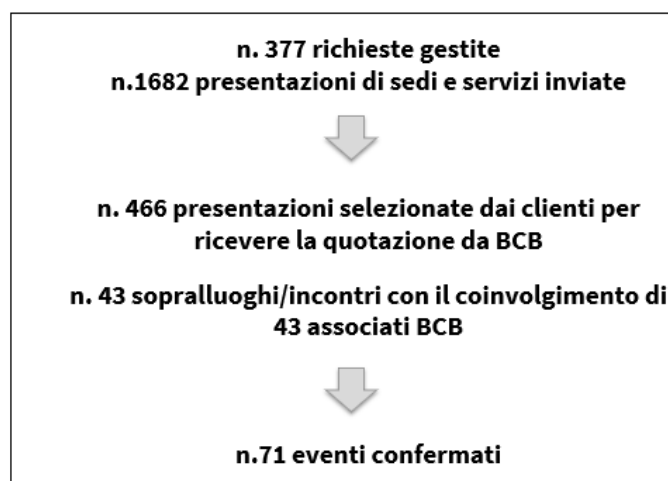 n. 377 richieste gestite
n.1682 presentazioni di sedi e servizi inviate
n. 466 presentazioni selezionate dai clienti per
ricevere la quotazione da BCB
n. 43 sopralluoghi/incontri con il coinvolgimento di
43 associati BCB
n.71 eventi confermati